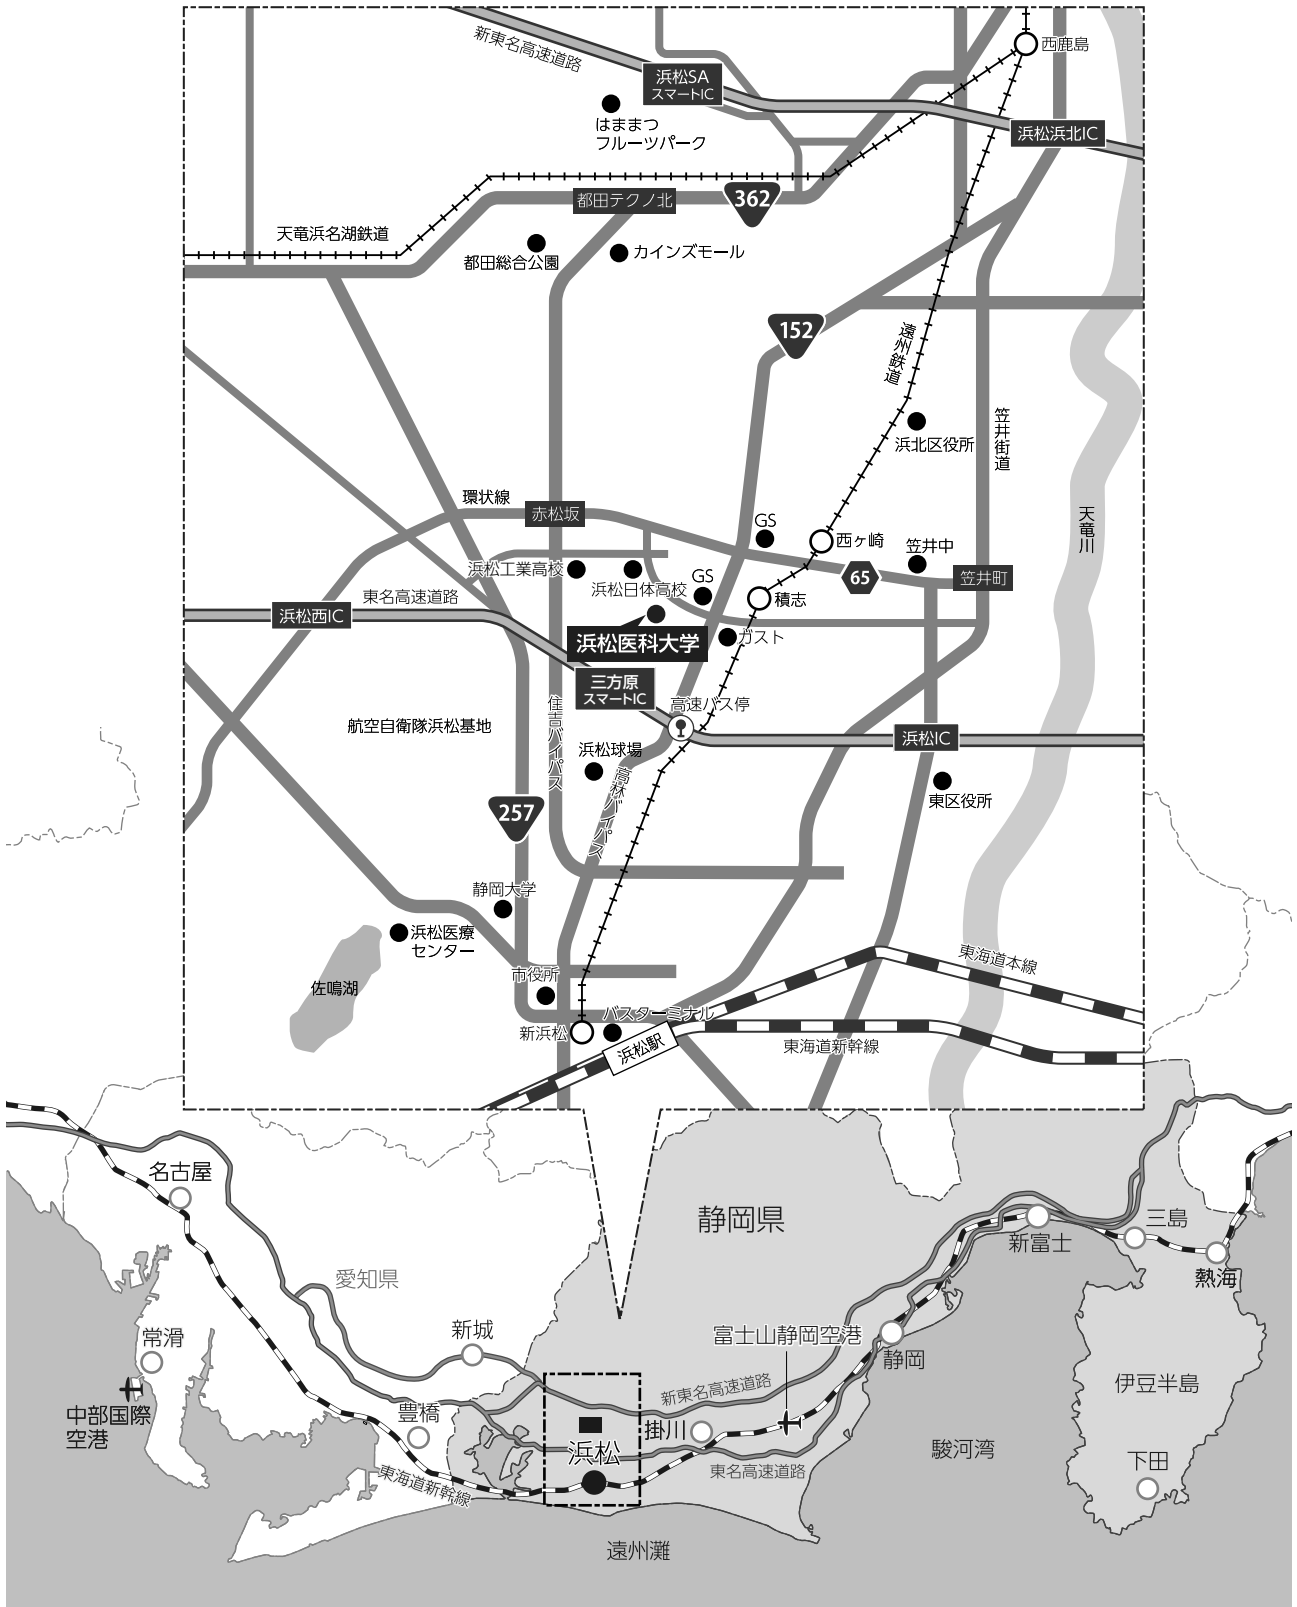 新東名高速道路
西鹿島
浜松SA
スマートIC
はままつ
フルーツパーク
浜松浜北IC
都田テクノ北
362
天竜浜名湖鉄道
都田総合公園
カインズモール
152
遠州鉄道
浜北区役所
笠井街道
環状線
赤松坂
GS
西ヶ崎
笠井中
天竜川
浜松工業高校
浜松日体高校
GS
65
笠井町
東名高速道路
積志
浜松西IC
浜松医科大学
ガスト
三方原
スマートIC
高速バス停
住吉バイパス
航空自衛隊浜松基地
浜松球場
浜松IC
高林バイパス
東区役所
257
静岡大学
浜松医療
センター
市役所
佐鳴湖
東海道本線
バスターミナル
新浜松
浜松駅
東海道新幹線
名古屋
静岡県
新富士
三島
熱海
愛知県
常滑
新城
富士山静岡空港
静岡
中部国際
空港
新東名高速道路
伊豆半島
豊橋
掛川
浜松
駿河湾
下田
東海道新幹線
東名高速道路
遠州灘